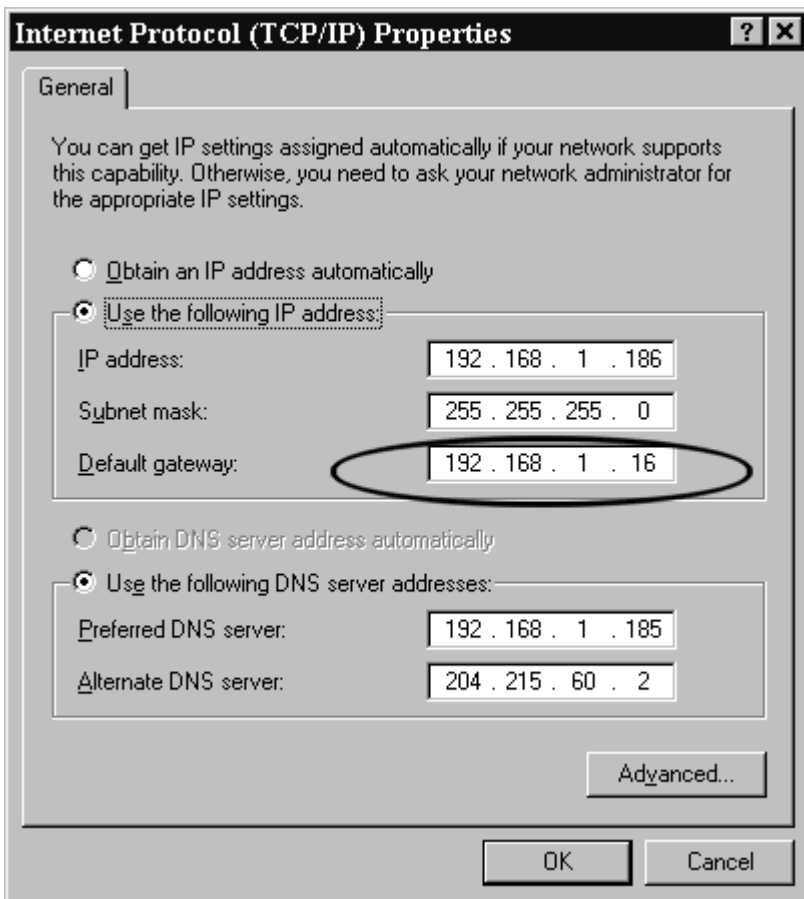 Internet Protocol (TCP/IP) Properties
General
You can get IP settings assigned automatically if your network supports
this capability. Otherwise, you need to ask your network administrator for
the appropriate IP settings.
Obtain an IP address automatically
Use the following IP address:
IP address: 192 . 168 . 1 . 186
Subnet mask: 255 . 255 . 255 . 0
Default gateway: 192 . 168 . 1 . 16
Obtain DNS server address automatically
Use the following DNS server addresses:
Preferred DNS server: 192 . 168 . 1 . 185
Alternate DNS server: 204 . 215 . 60 . 2
Advanced...
OK Cancel